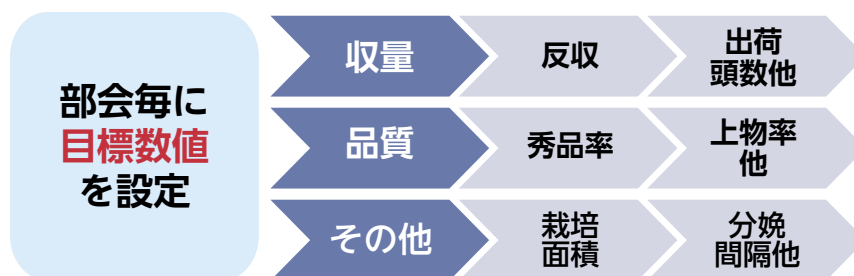 部会毎に
目標数値
を設定
収量
反収
出荷
頭数他
品質
秀品率
上物率
他
その他
栽培
面積
分娩
間隔他